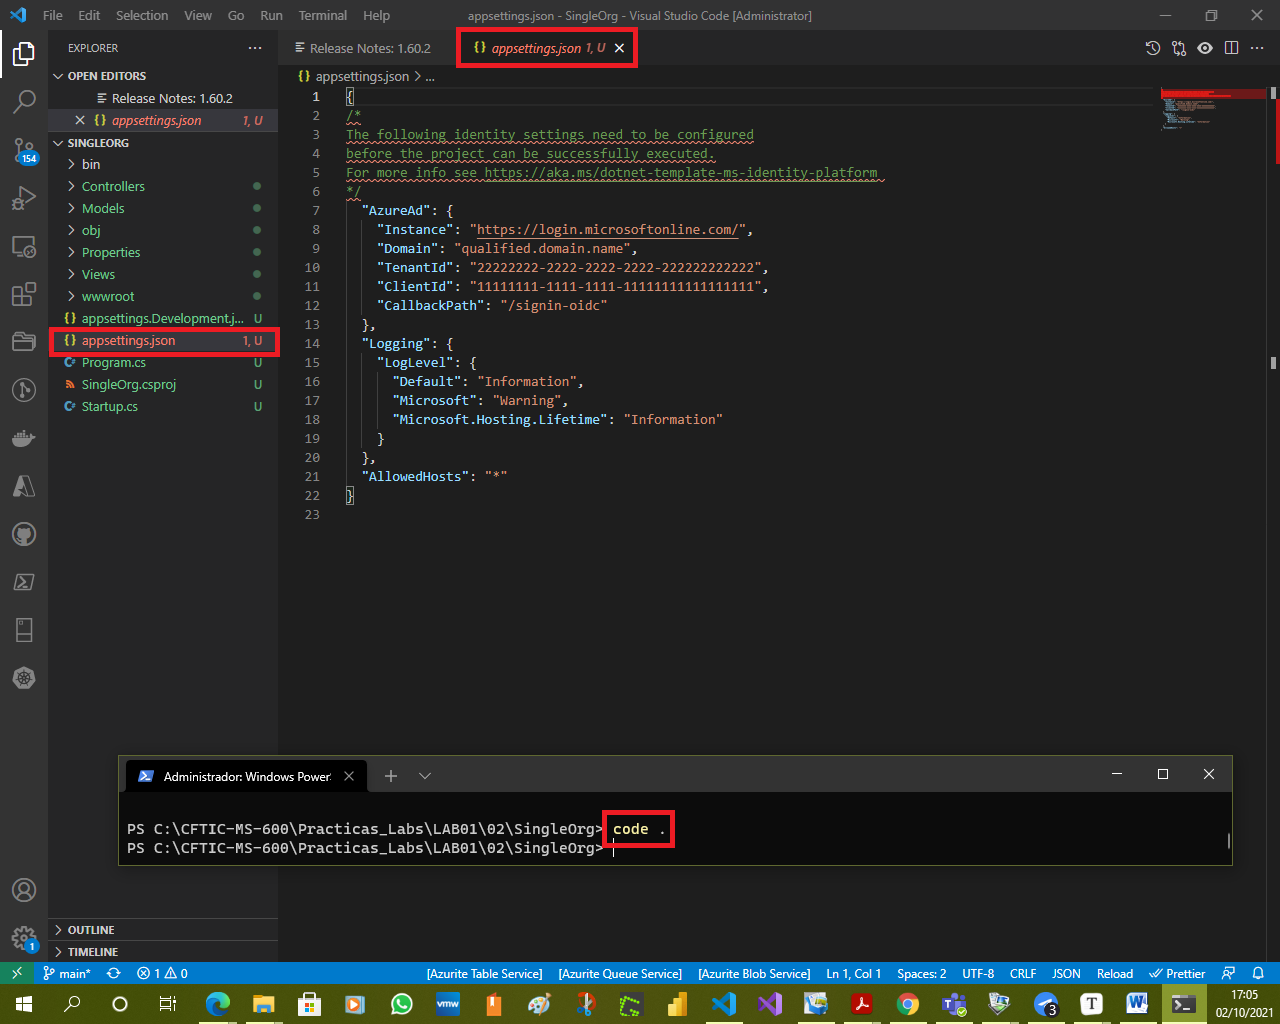 File Edit Selection View Go Run Terminal Help appsettings.json - SingleOrg - Visual Studio Code [Administrator]
EXPLORER
Release Notes: 1.60.2
{} appsettings.json 1, U
OPEN EDITORS
Release Notes: 1.60.2
{} appsettings.json 1, U
SINGLEORG
bin
Controllers
Models
obj
Properties
Views
wwwroot
{} appsettings.Development.j... U
{} appsettings.json 1, U
C# Program.cs U
SingleOrg.csproj U
C# Startup.cs U
154
{} appsettings.json > ...
1 {
2 /*
3 The following identity settings need to be configured
4 before the project can be successfully executed.
5 For more info see https://aka.ms/dotnet-template-ms-identity-platform
6 */
7 "AzureAd": {
8 "Instance": "https://login.microsoftonline.com/",
9 "Domain": "qualified.domain.name",
10 "TenantId": "22222222-2222-2222-2222-222222222222",
11 "ClientId": "11111111-1111-1111-11111111111111111",
12 "CallbackPath": "/signin-oidc"
13 },
14 "Logging": {
15 "LogLevel": {
16 "Default": "Information",
17 "Microsoft": "Warning",
18 "Microsoft.Hosting.Lifetime": "Information"
19 }
20 },
21 "AllowedHosts": "*"
22 }
23
Administrador: Windows Power
PS C:\CFTIC-MS-600\Practicas_Labs\LAB01\02\SingleOrg> code .
PS C:\CFTIC-MS-600\Practicas_Labs\LAB01\02\SingleOrg>
OUTLINE
TIMELINE
1
main* 1 0 [Azurite Table Service] [Azurite Queue Service] [Azurite Blob Service] Ln 1, Col 1 Spaces: 2 UTF-8 CRLF JSON Reload Prettier
vmw
3
T
W
17:05
02/10/2021